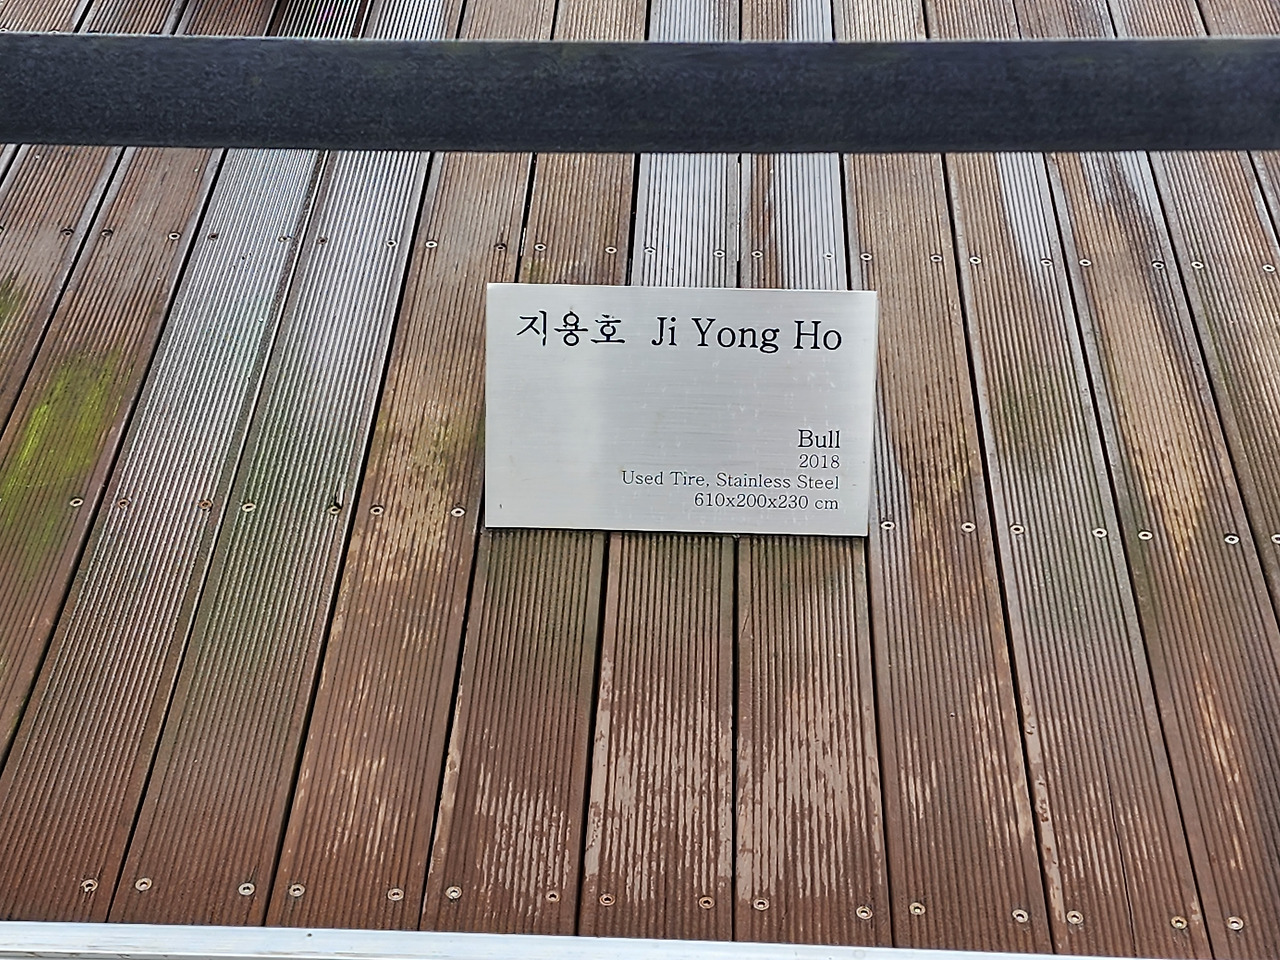 지용호 Ji Yong Ho
Bull
2018
Used Tire, Stainless Steel
610x200x230 cm